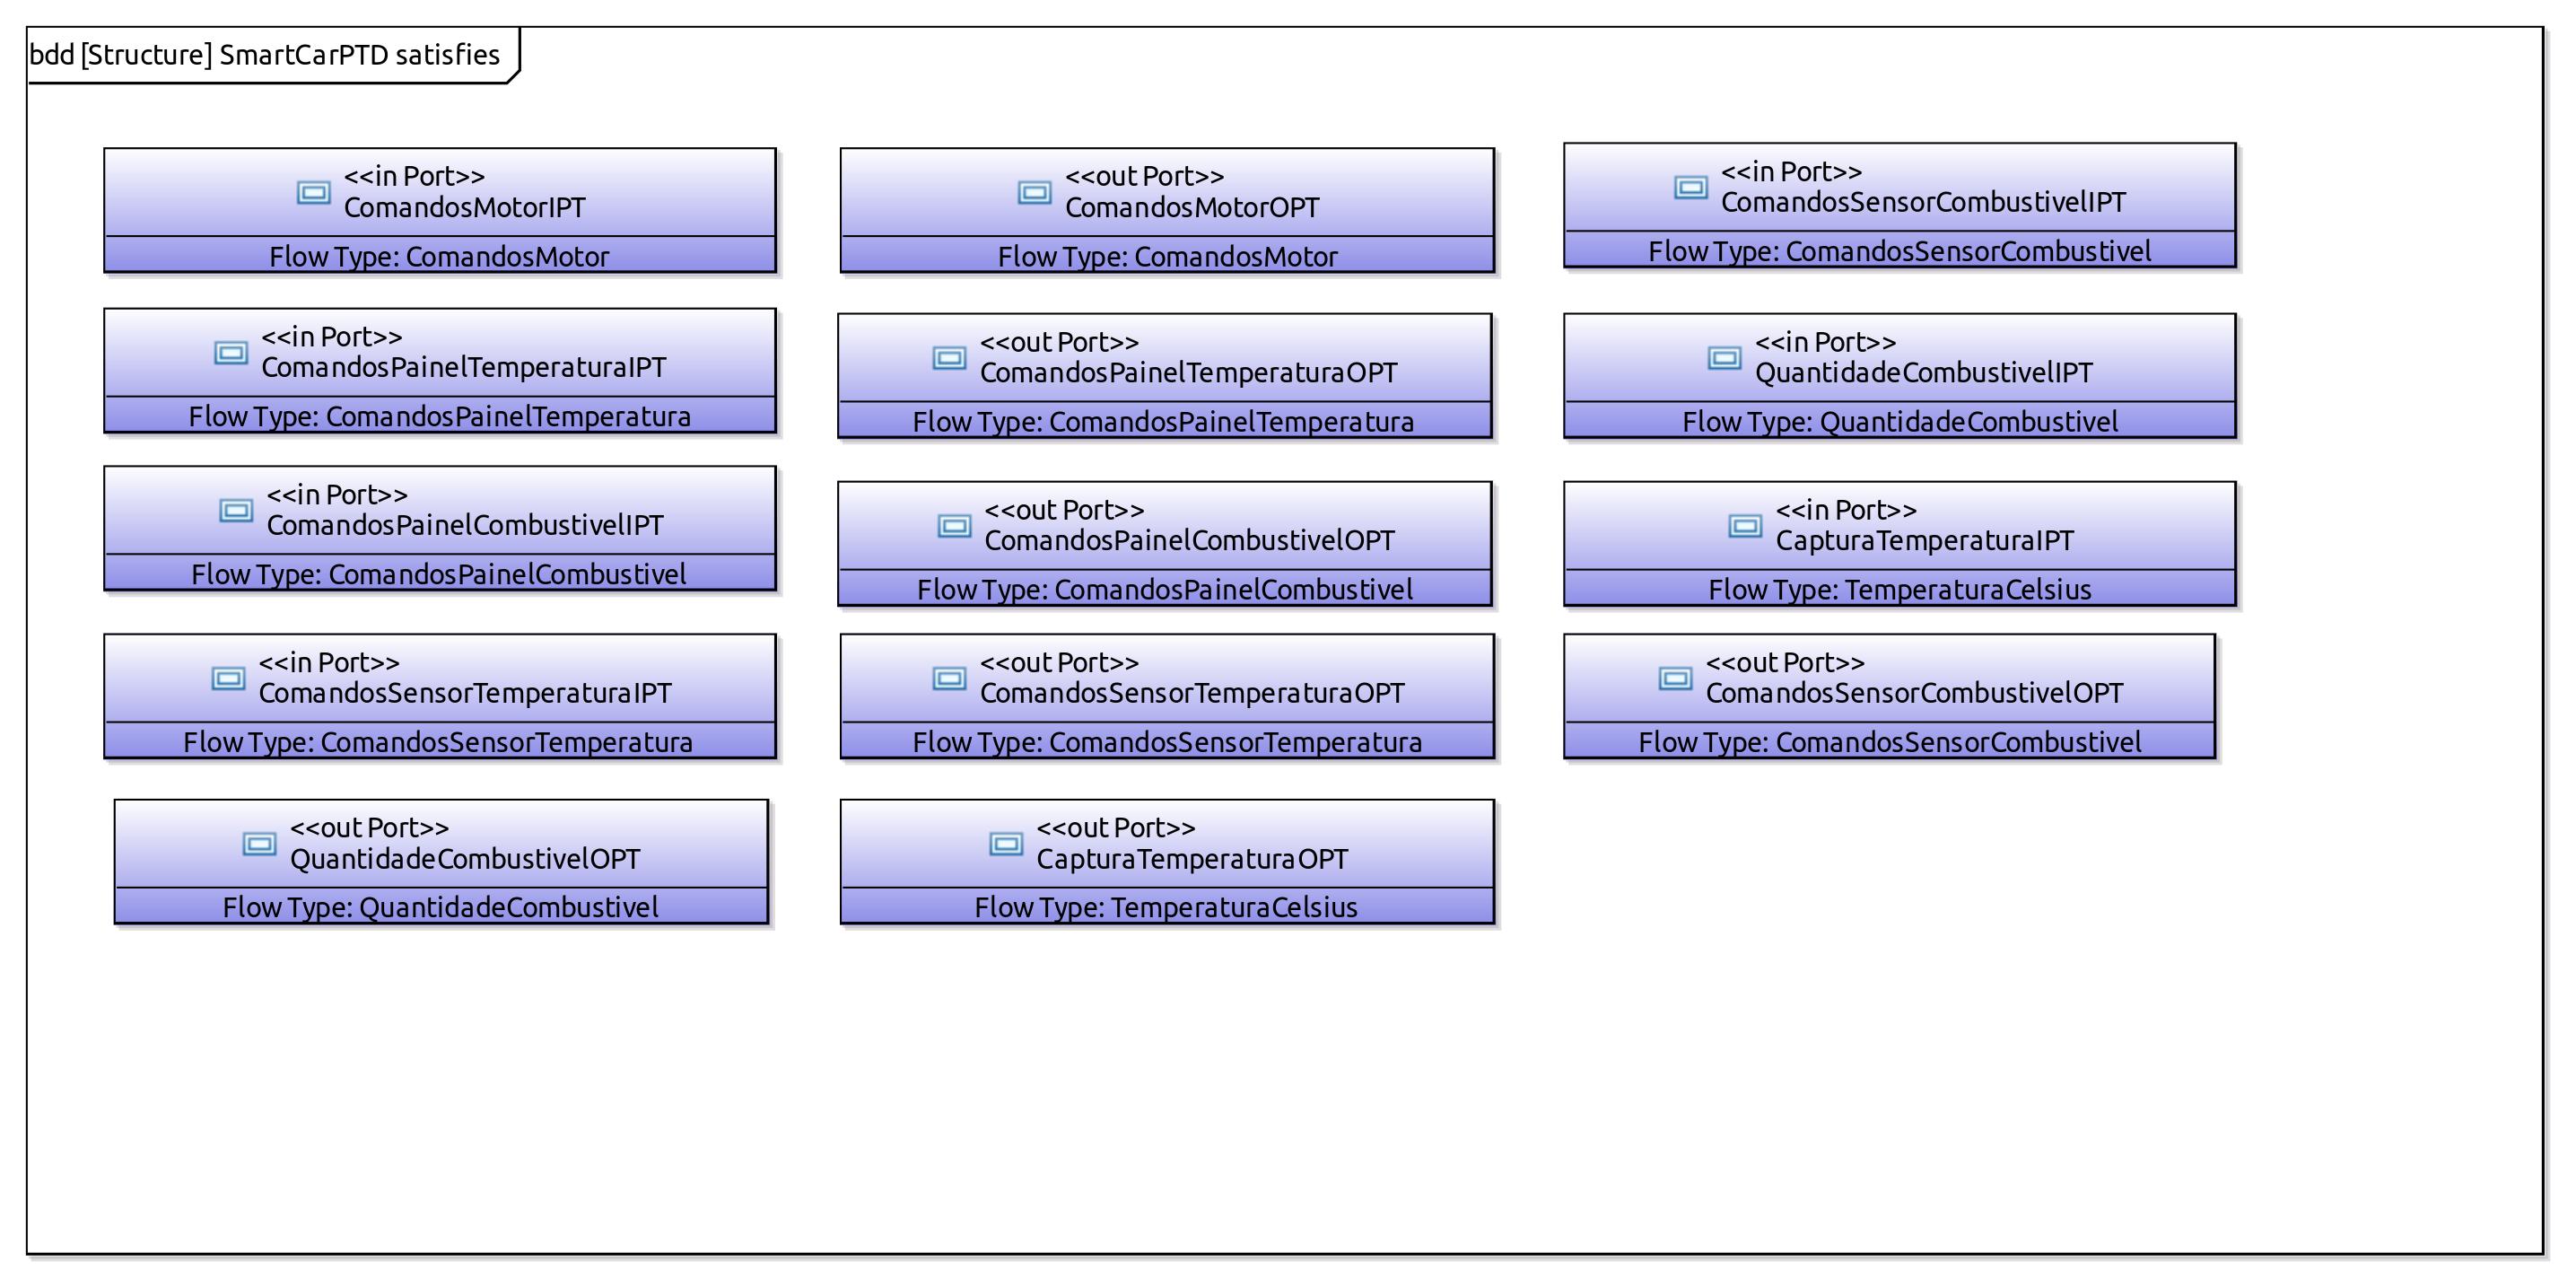 bdd [Structure] SmartCarPTD satisfies
<<in Port>>
ComandosMotorIPT
Flow Type: ComandosMotor
<<out Port>>
ComandosMotorOPT
Flow Type: ComandosMotor
<<in Port>>
ComandosSensorCombustivelIPT
Flow Type: ComandosSensorCombustivel
<<in Port>>
ComandosPainelTemperaturaIPT
Flow Type: ComandosPainelTemperatura
<<out Port>>
ComandosPainelTemperaturaOPT
Flow Type: ComandosPainelTemperatura
<<in Port>>
QuantidadeCombustivelIPT
Flow Type: QuantidadeCombustivel
<<in Port>>
ComandosPainelCombustivelIPT
Flow Type: ComandosPainelCombustivel
<<out Port>>
ComandosPainelCombustivelOPT
Flow Type: ComandosPainelCombustivel
<<in Port>>
CapturaTemperaturaIPT
Flow Type: TemperaturaCelsius
<<in Port>>
ComandosSensorTemperaturaIPT
Flow Type: ComandosSensorTemperatura
<<out Port>>
ComandosSensorTemperaturaOPT
Flow Type: ComandosSensorTemperatura
<<out Port>>
ComandosSensorCombustivelOPT
Flow Type: ComandosSensorCombustivel
<<out Port>>
QuantidadeCombustivelOPT
Flow Type: QuantidadeCombustivel
<<out Port>>
CapturaTemperaturaOPT
Flow Type: TemperaturaCelsius